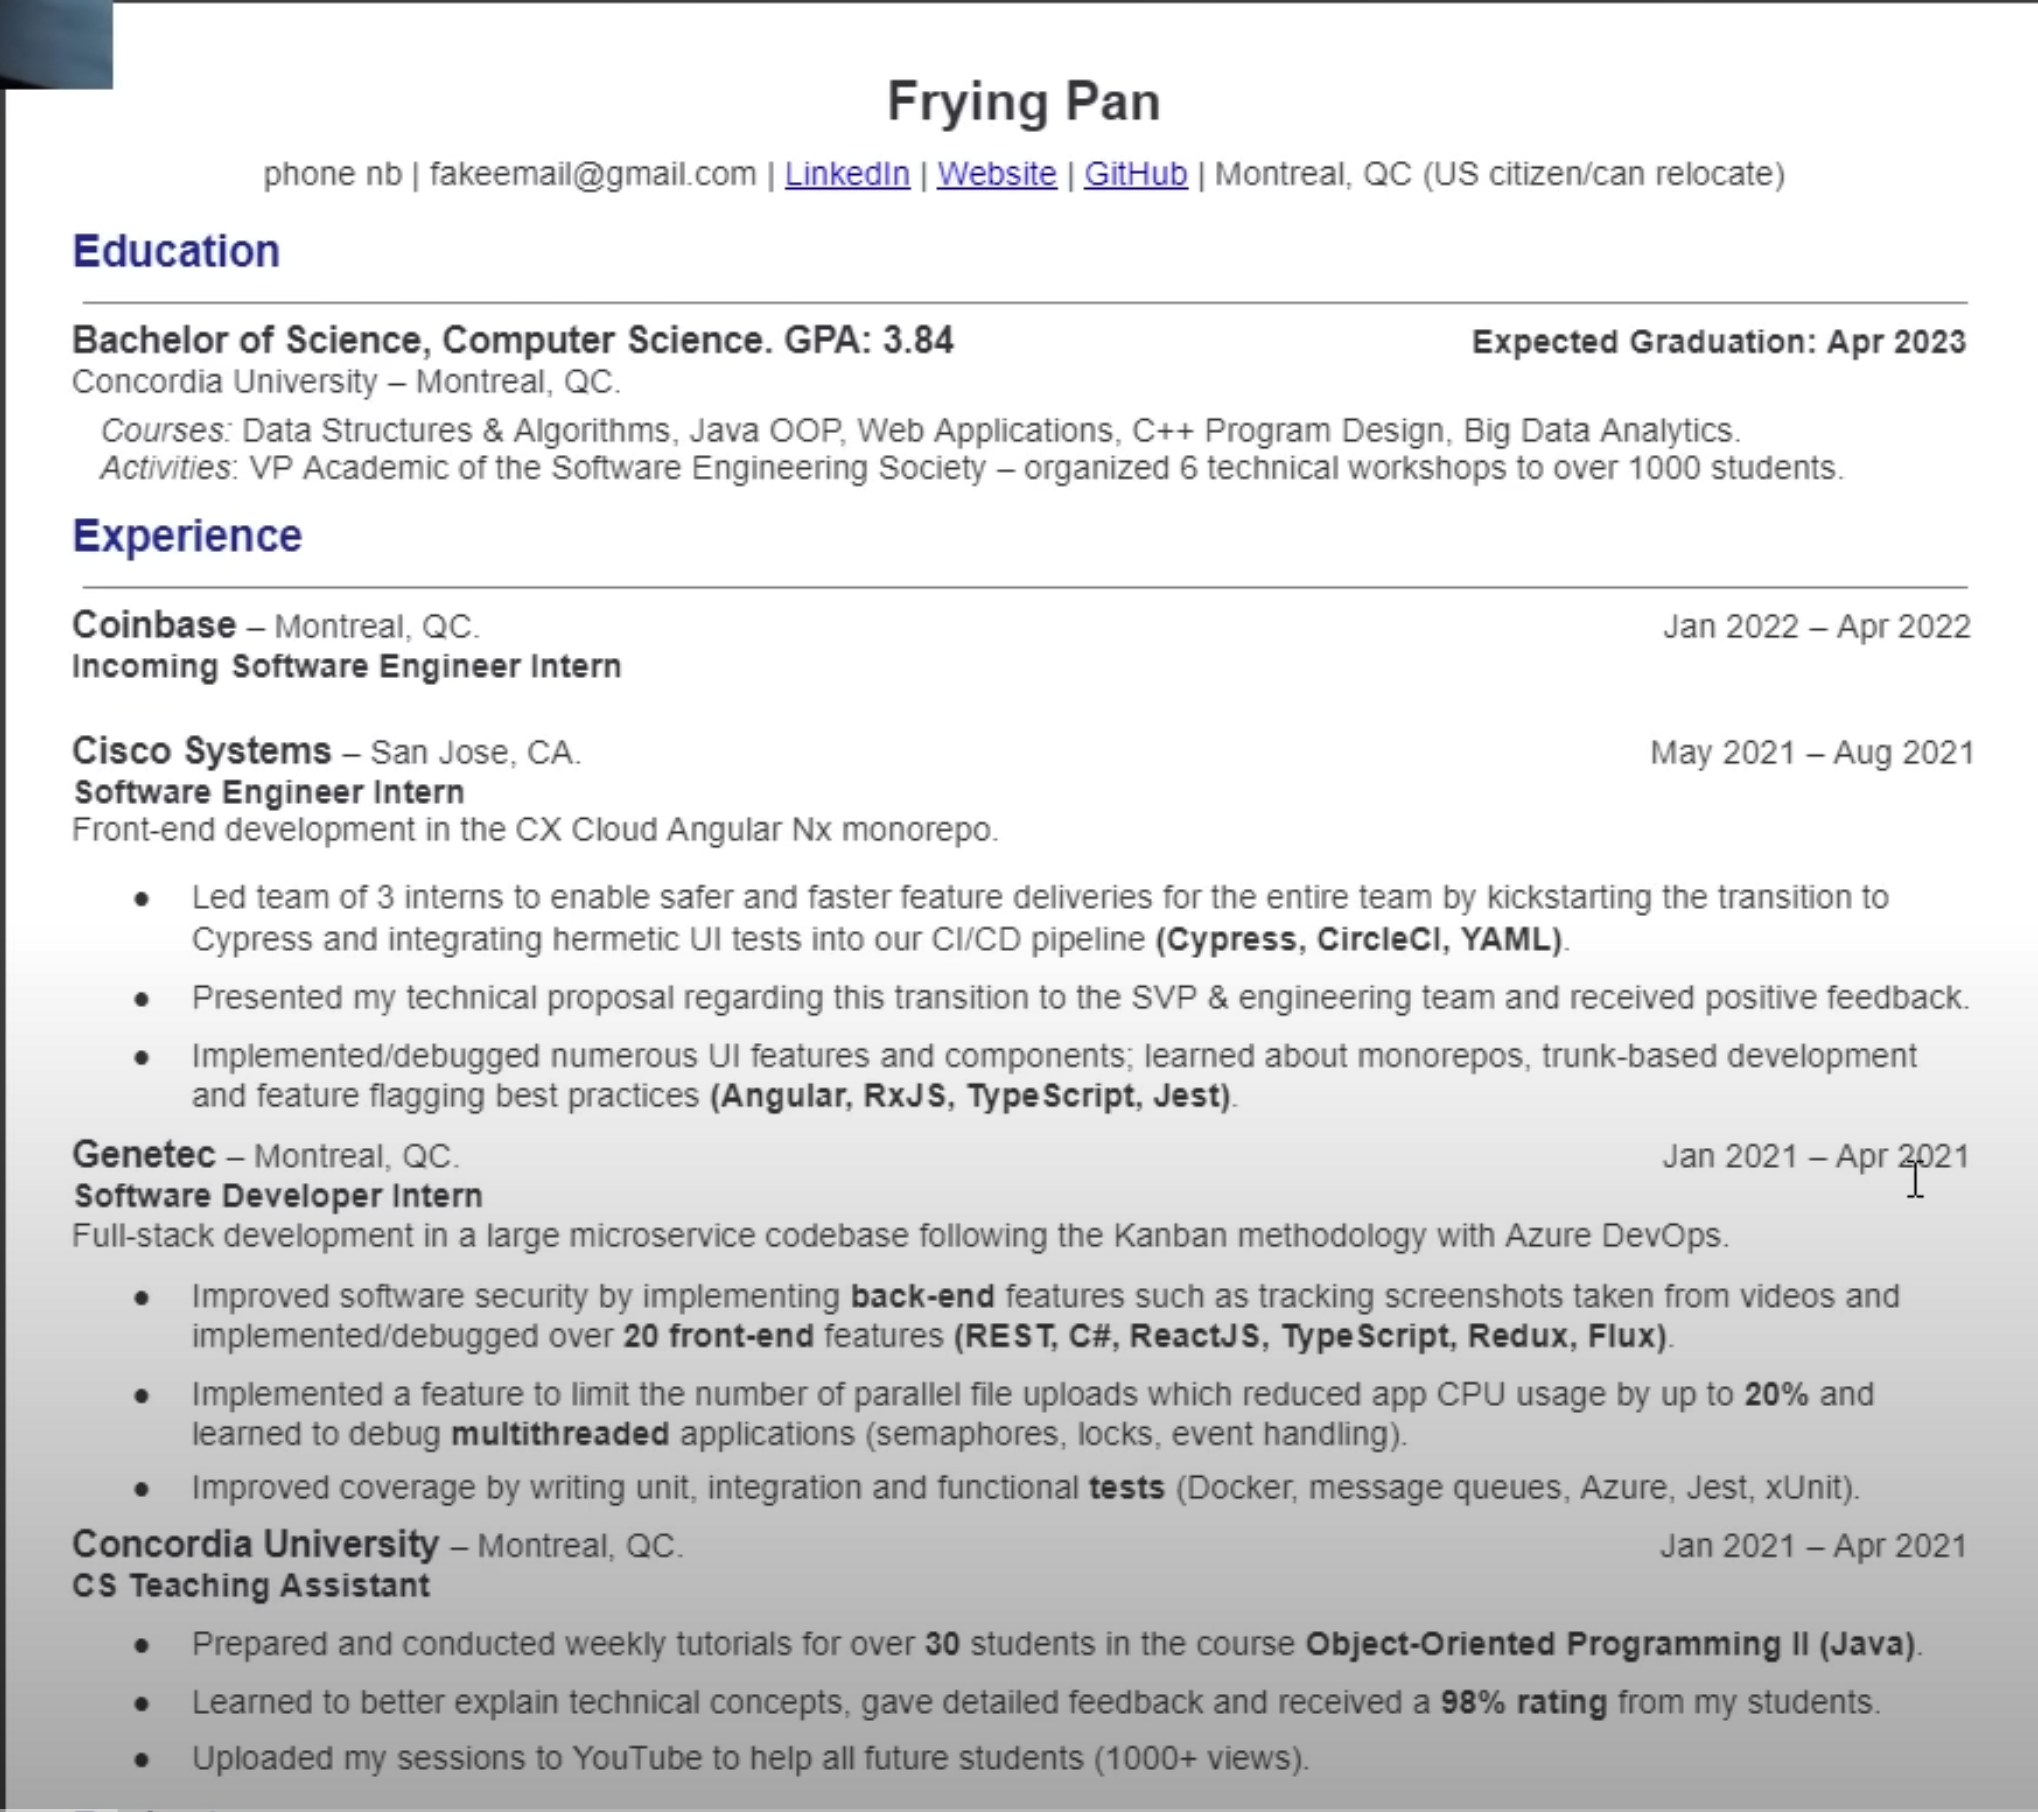 Frying Pan
phone nb | fakeemail@gmail.com | LinkedIn | Website | GitHub | Montreal, QC (US citizen/can relocate)
Education
Bachelor of Science, Computer Science. GPA: 3.84 Expected Graduation: Apr 2023
Concordia University – Montreal, QC.
Courses: Data Structures & Algorithms, Java OOP, Web Applications, C++ Program Design, Big Data Analytics.
Activities: VP Academic of the Software Engineering Society – organized 6 technical workshops to over 1000 students.
Experience
Coinbase – Montreal, QC. Jan 2022 – Apr 2022
Incoming Software Engineer Intern
Cisco Systems – San Jose, CA. May 2021 – Aug 2021
Software Engineer Intern
Front-end development in the CX Cloud Angular Nx monorepo.
● Led team of 3 interns to enable safer and faster feature deliveries for the entire team by kickstarting the transition to
Cypress and integrating hermetic UI tests into our CI/CD pipeline (Cypress, CircleCI, YAML).
● Presented my technical proposal regarding this transition to the SVP & engineering team and received positive feedback.
● Implemented/debugged numerous UI features and components; learned about monorepos, trunk-based development
and feature flagging best practices (Angular, RxJS, TypeScript, Jest).
Genetec – Montreal, QC. Jan 2021 – Apr 2021
Software Developer Intern
Full-stack development in a large microservice codebase following the Kanban methodology with Azure DevOps.
● Improved software security by implementing back-end features such as tracking screenshots taken from videos and
implemented/debugged over 20 front-end features (REST, C#, ReactJS, TypeScript, Redux, Flux).
● Implemented a feature to limit the number of parallel file uploads which reduced app CPU usage by up to 20% and
learned to debug multithreaded applications (semaphores, locks, event handling).
● Improved coverage by writing unit, integration and functional tests (Docker, message queues, Azure, Jest, xUnit).
Concordia University – Montreal, QC. Jan 2021 – Apr 2021
CS Teaching Assistant
● Prepared and conducted weekly tutorials for over 30 students in the course Object-Oriented Programming II (Java).
● Learned to better explain technical concepts, gave detailed feedback and received a 98% rating from my students.
● Uploaded my sessions to YouTube to help all future students (1000+ views).